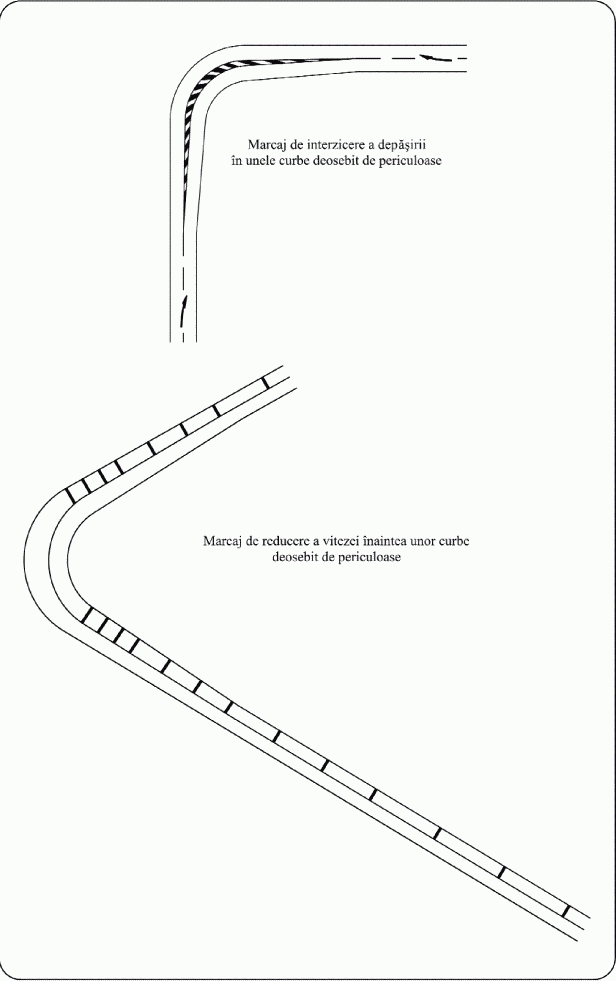 Marcaj de interzicere a depăşirii
în unele curbe deosebit de periculoase
Marcaj de reducere a vitezei înaintea unor curbe
deosebit de periculoase